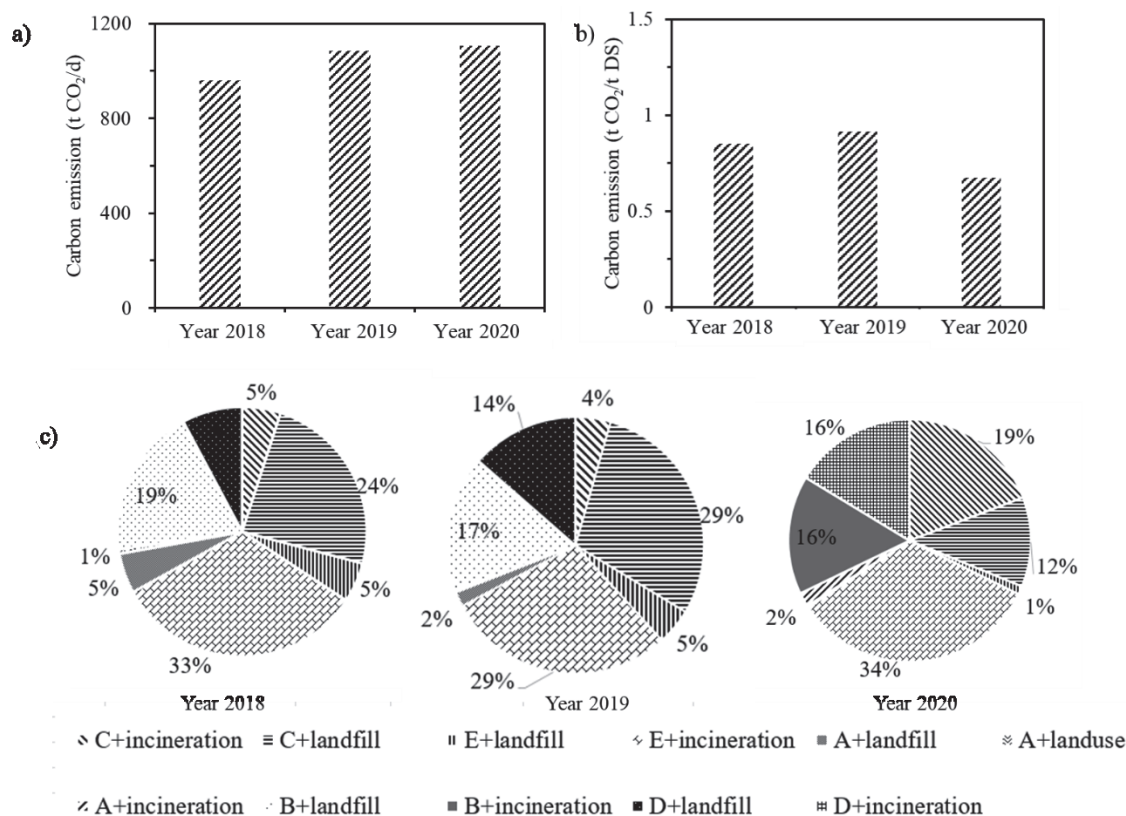 a)
Carbon emission (t CO₂/d)
1200
800
400
0
Year 2018 Year 2019 Year 2020
b)
Carbon emission (t CO₂/t DS)
1.5
1
0.5
0
Year 2018 Year 2019 Year 2020
c)
5%
24%
5%
33%
5%
1%
19%
Year 2018
4%
29%
5%
29%
2%
17%
14%
Year 2019
19%
12%
1%
34%
2%
16%
16%
Year 2020
C+incineration C+landfill E+landfill E+incineration A+landfill A+landuse
A+incineration B+landfill B+incineration D+landfill D+incineration